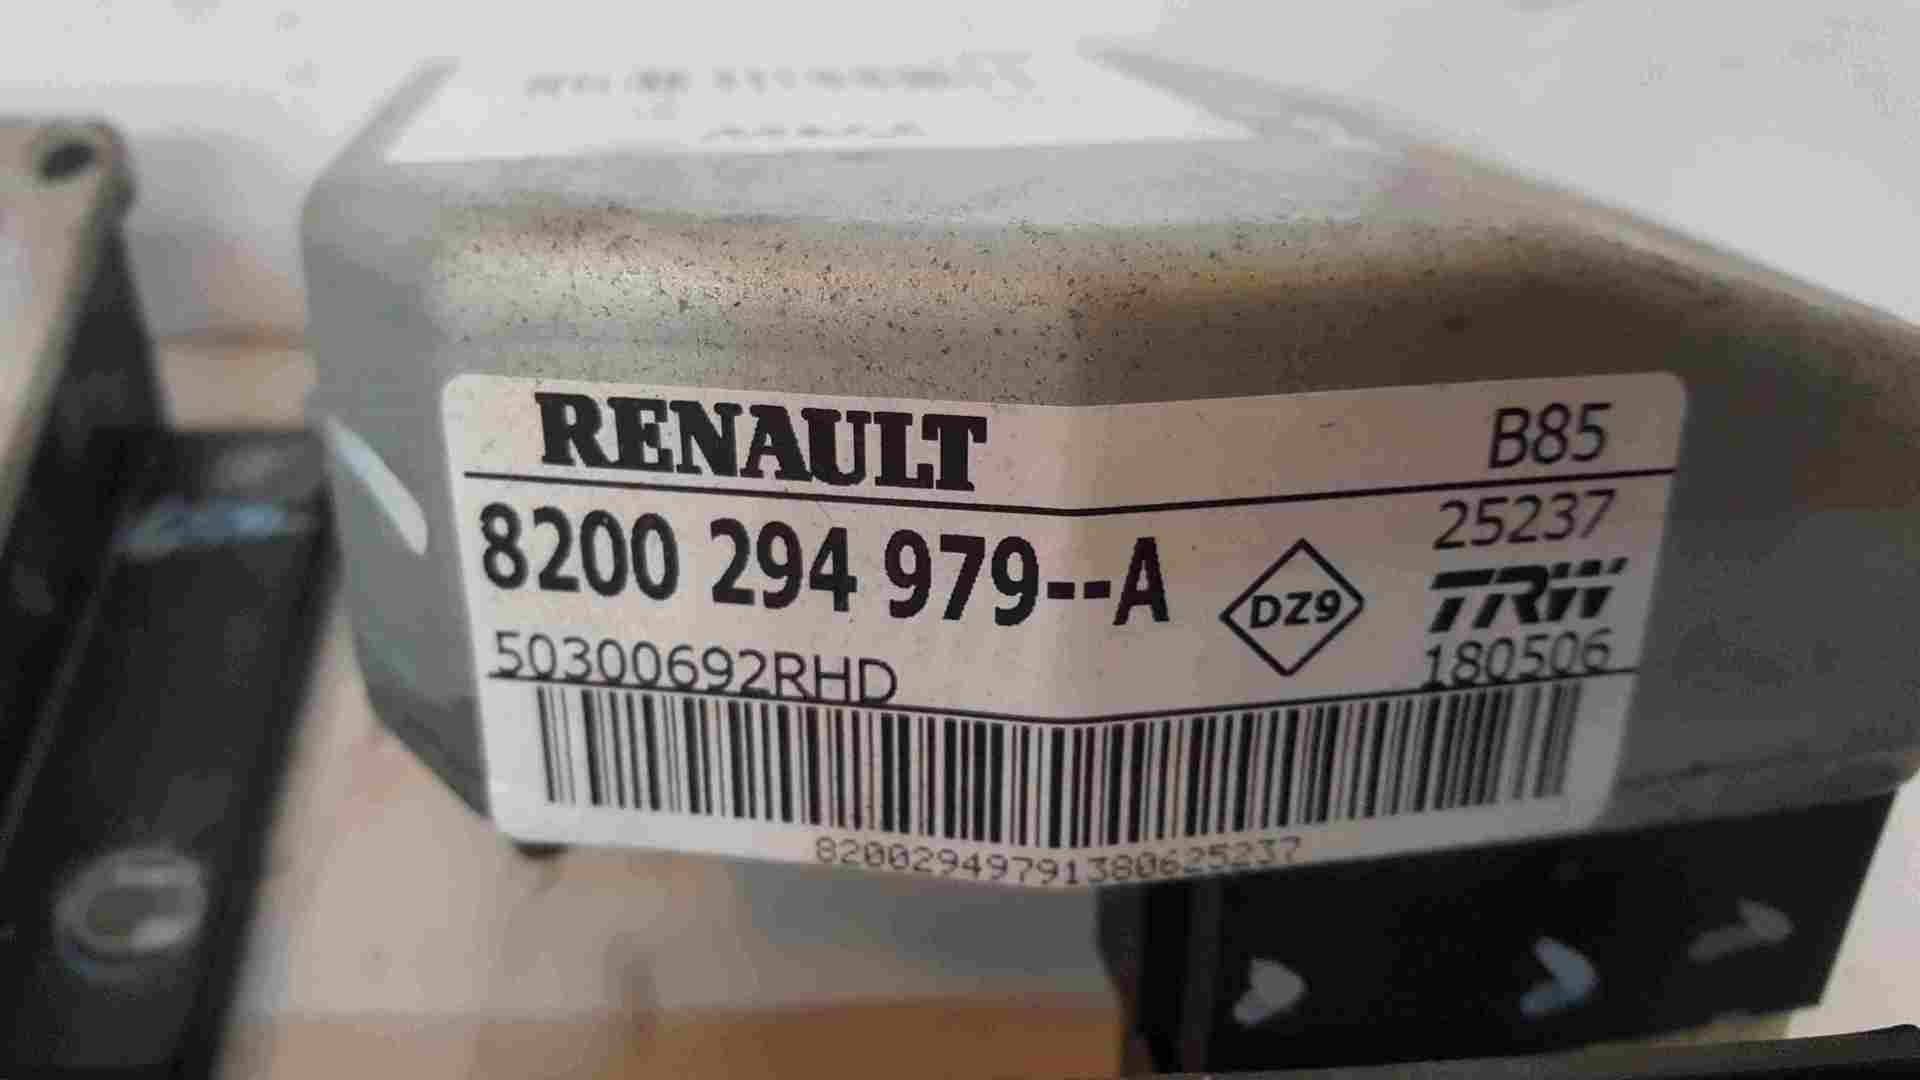 RENAULT B85
8200 294 979--A DZ9 25237
TRW
50300692RHD 180506
82002949791380625237